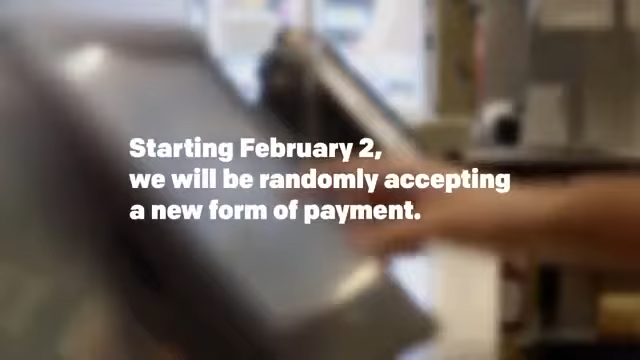 Starting February 2,
we will be randomly accepting
a new form of payment.